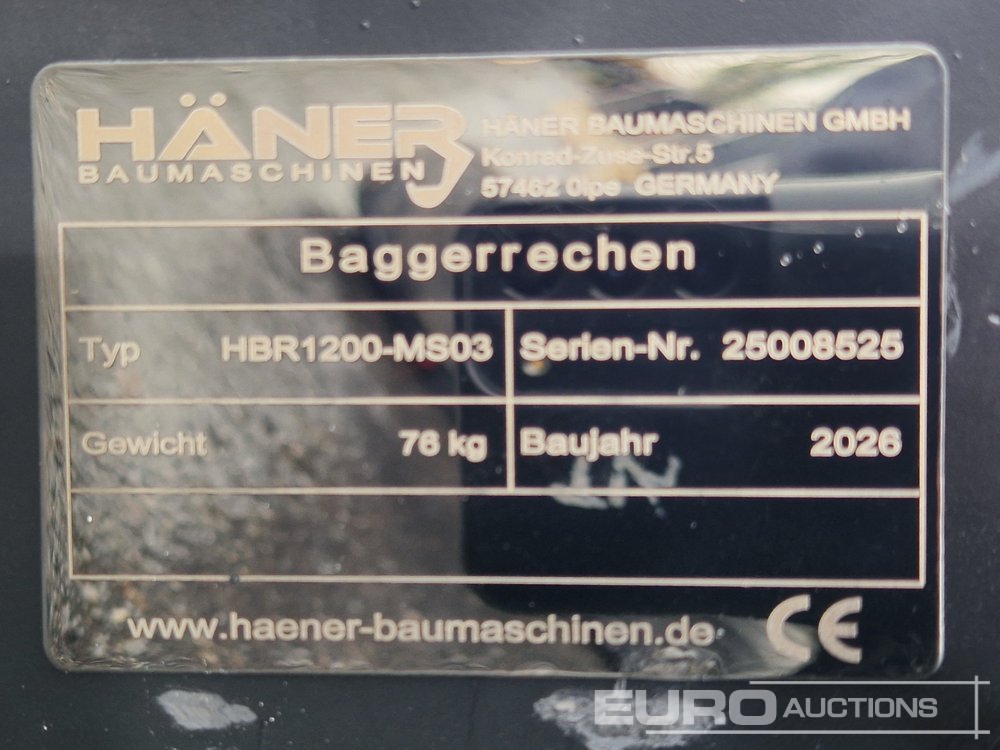 HÄNER
BAUMASCHINEN
HÄNER BAUMASCHINEN GMBH
Konrad-Zuse-Str.5
57462 Olpe GERMANY
Baggerrechen
Typ HBR1200-MS03 Serien-Nr. 25008525
Gewicht 76 kg Baujahr 2026
www.haener-baumaschinen.de CE
EURO AUCTIONS